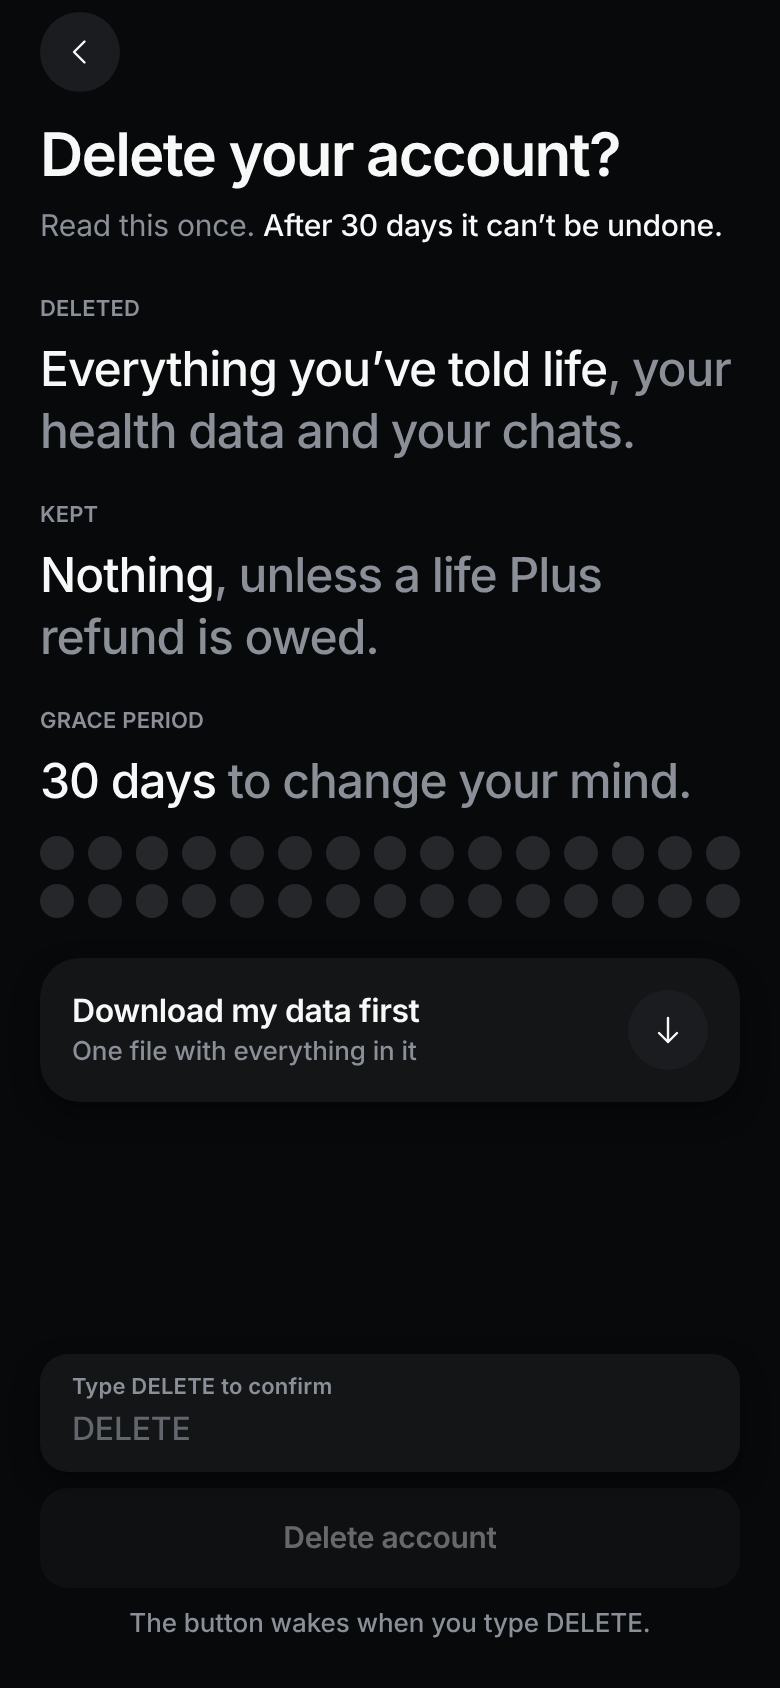 Delete your account?
Read this once. After 30 days it can’t be undone.
DELETED
Everything you’ve told life, your
health data and your chats.
KEPT
Nothing, unless a life Plus
refund is owed.
GRACE PERIOD
30 days to change your mind.
Download my data first
One file with everything in it
Type DELETE to confirm
DELETE
Delete account
The button wakes when you type DELETE.